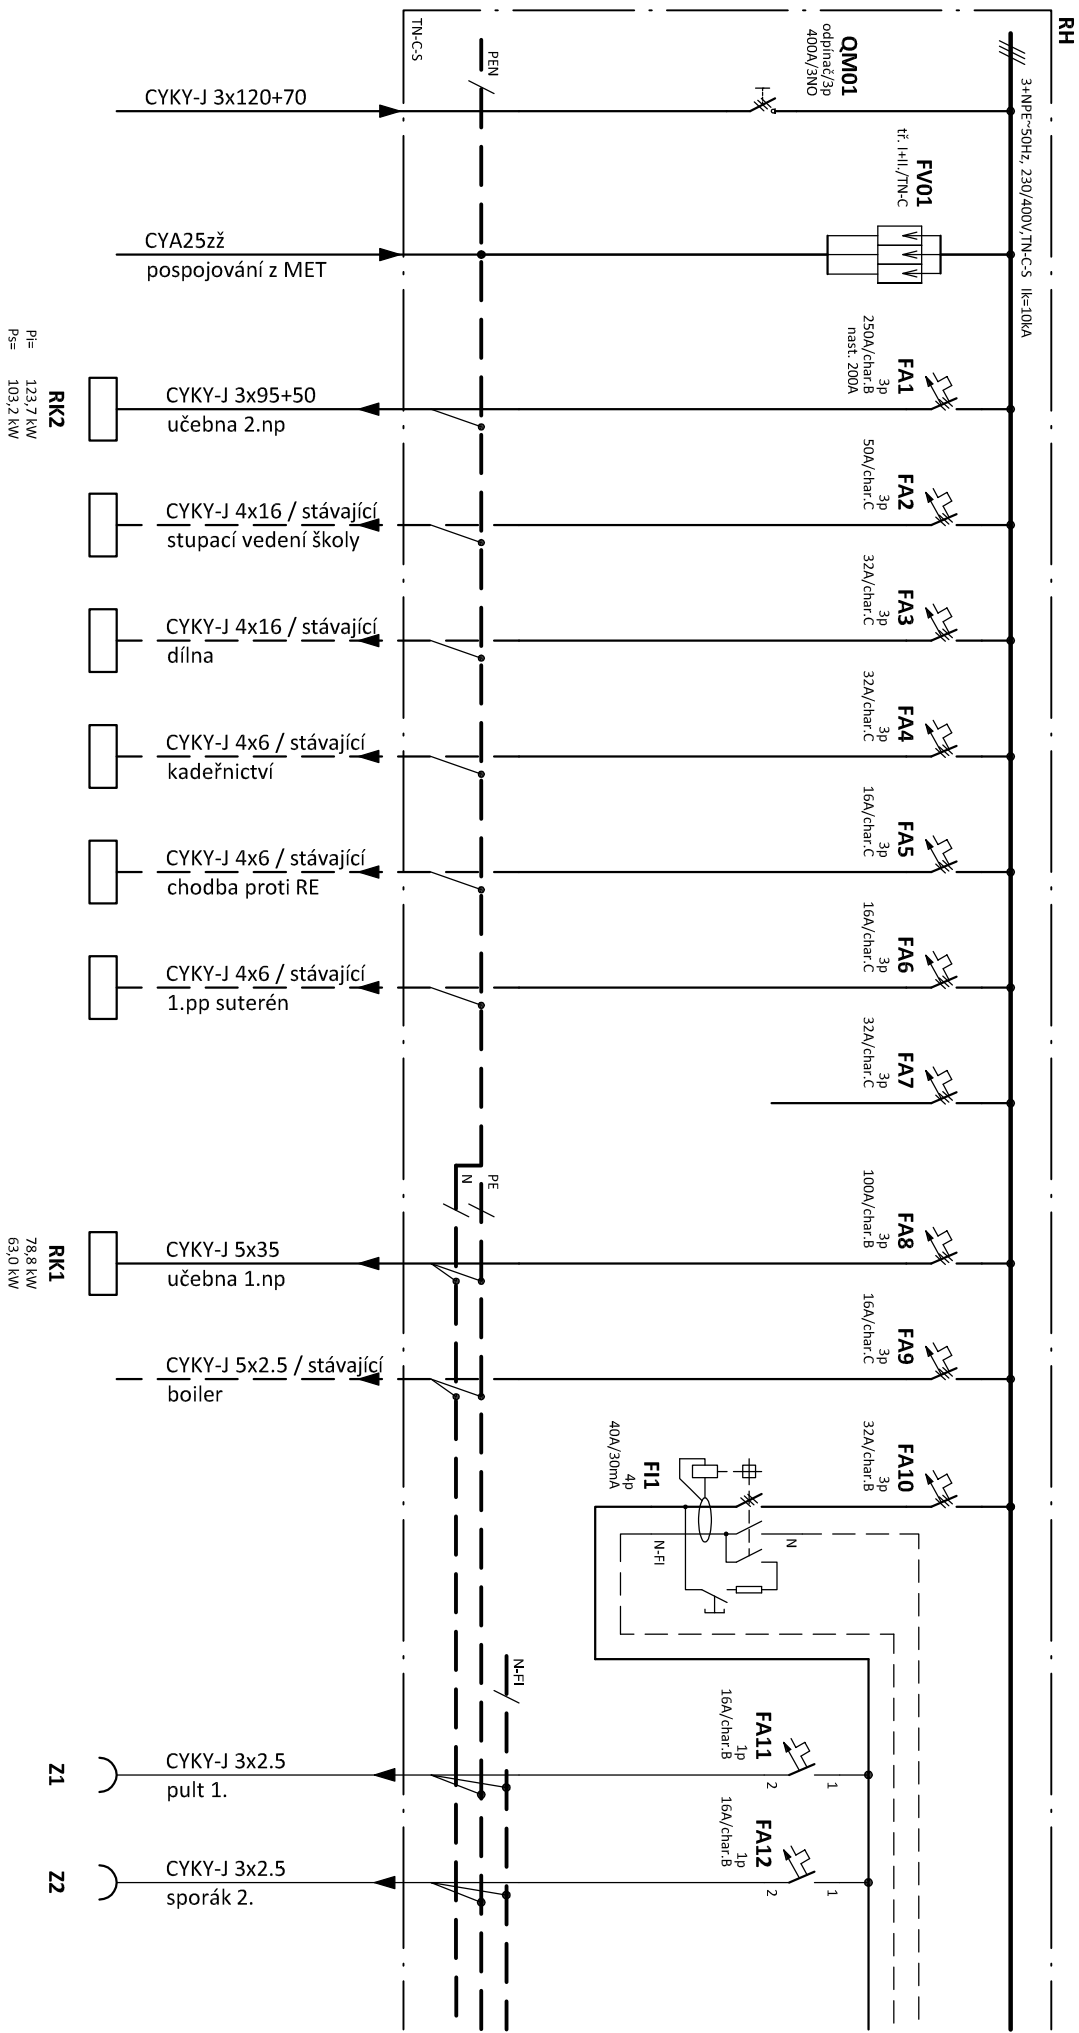 RH
3+NPE~50Hz, 230/400V,TN-C-S Ik=10kA
TN-C-S
PEN
QM01
odpínač/3p
400A/3NO
CYKY-J 3x120+70
FV01
tř. I+II./TN-C
CYA25zž
pospojování z MET
FA1
3p
250A/char.B
nast. 200A
CYKY-J 3x95+50
učebna 2.np
RK2
Pi= 123,7 kW
Ps= 103,2 kW
FA2
3p
50A/char.C
CYKY-J 4x16 / stávající
stupací vedení školy
FA3
3p
32A/char.C
CYKY-J 4x16 / stávající
dílna
FA4
3p
32A/char.C
CYKY-J 4x6 / stávající
kadeřnictví
FA5
3p
16A/char.C
CYKY-J 4x6 / stávající
chodba proti RE
FA6
3p
16A/char.C
CYKY-J 4x6 / stávající
1.pp suterén
FA7
3p
32A/char.C
PE
N
FA8
3p
100A/char.B
CYKY-J 5x35
učebna 1.np
RK1
78,8 kW
63,0 kW
FA9
3p
16A/char.C
CYKY-J 5x2.5 / stávající
boiler
FA10
3p
32A/char.B
FI1
4p
40A/30mA
N
N-FI
N-FI
FA11
1p
16A/char.B
1
2
CYKY-J 3x2.5
pult 1.
Z1
FA12
1p
16A/char.B
1
2
CYKY-J 3x2.5
sporák 2.
Z2